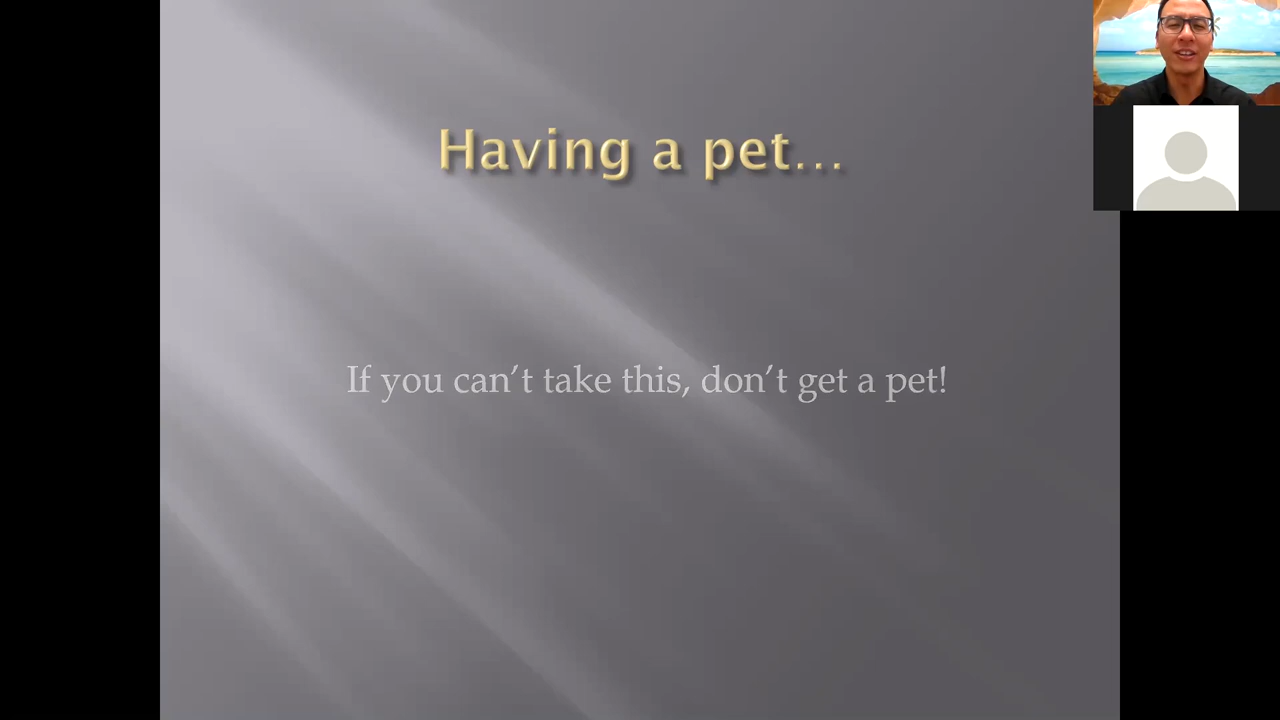 Having a pet…
If you can’t take this, don’t get a pet!